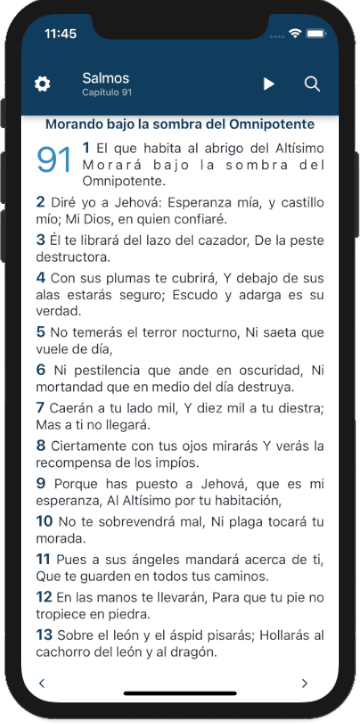 11:45
Salmos
Capítulo 91
Morando bajo la sombra del Omnipotente
91 1 El que habita al abrigo del Altísimo
Morará bajo la sombra del
Omnipotente.
2 Diré yo a Jehová: Esperanza mía, y castillo
mío; Mi Dios, en quien confiaré.
3 Él te librará del lazo del cazador, De la peste
destructora.
4 Con sus plumas te cubrirá, Y debajo de sus
alas estarás seguro; Escudo y adarga es su
verdad.
5 No temerás el terror nocturno, Ni saeta que
vuele de día,
6 Ni pestilencia que ande en oscuridad, Ni
mortandad que en medio del día destruya.
7 Caerán a tu lado mil, Y diez mil a tu diestra;
Mas a ti no llegará.
8 Ciertamente con tus ojos mirarás Y verás la
recompensa de los impíos.
9 Porque has puesto a Jehová, que es mi
esperanza, Al Altísimo por tu habitación,
10 No te sobrevendrá mal, Ni plaga tocará tu
morada.
11 Pues a sus ángeles mandará acerca de ti,
Que te guarden en todos tus caminos.
12 En las manos te llevarán, Para que tu pie no
tropiece en piedra.
13 Sobre el león y el áspid pisarás; Hollarás al
cachorro del león y al dragón.